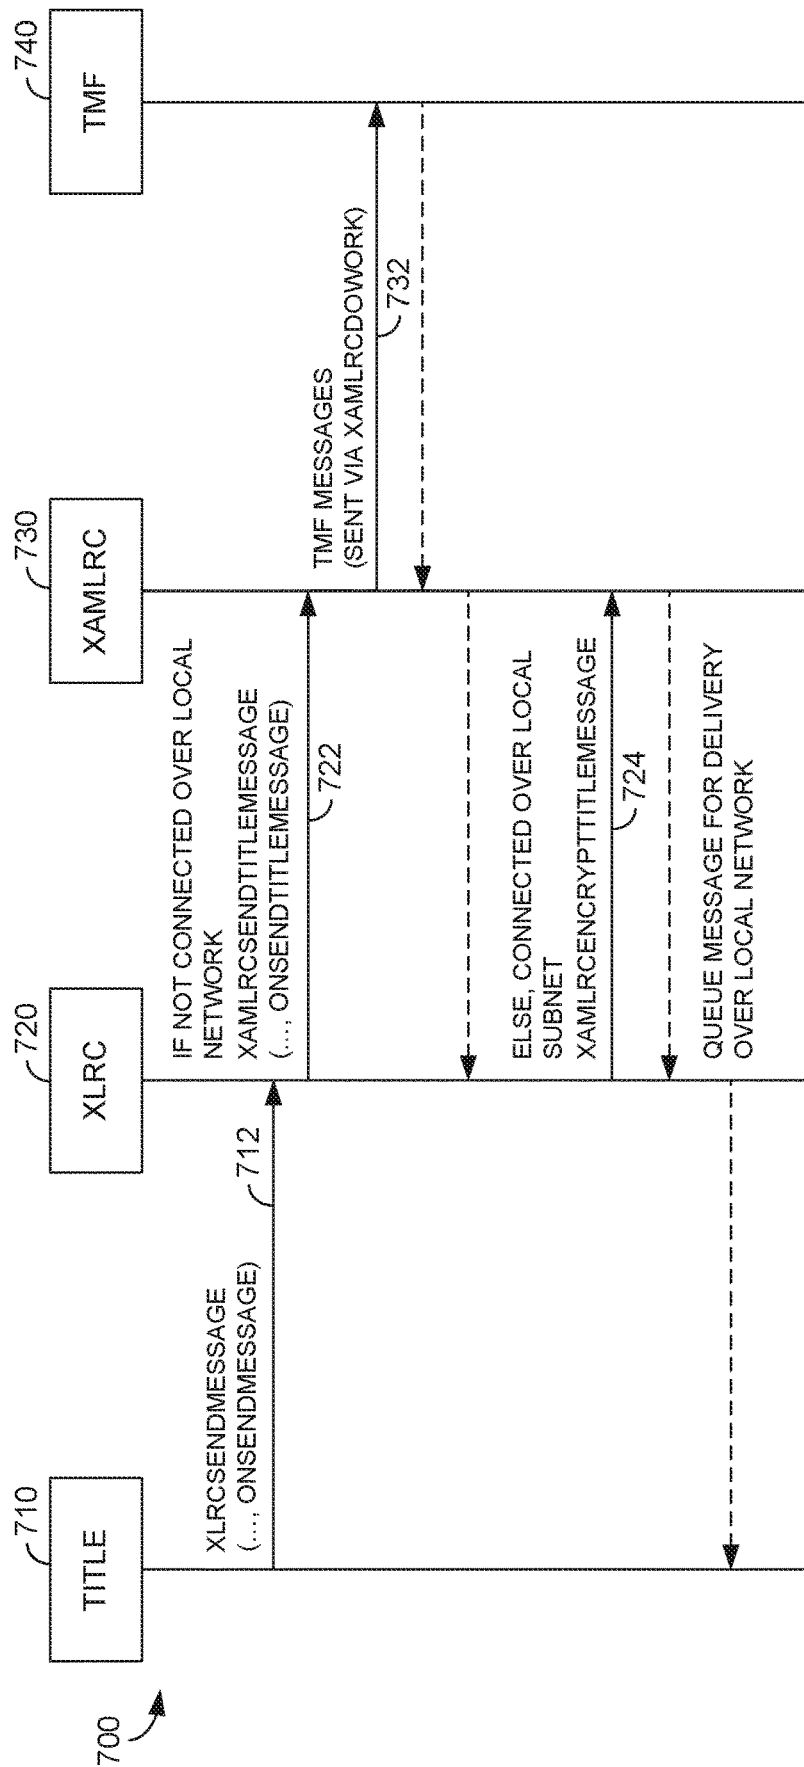 700
710
TITLE
720
XLRC
730
XAMLRC
740
TMF
XLRCSENDMESSAGE
(..., ONSENDMESSAGE)
712
IF NOT CONNECTED OVER LOCAL
NETWORK
XAMLRCSENDTITLEMESSAGE
(..., ONSENDTITLEMESSAGE)
722
TMF MESSAGES
(SENT VIA XAMLRCDOWORK)
732
ELSE, CONNECTED OVER LOCAL
SUBNET
XAMLRCENCRYPTTITLEMESSAGE
724
QUEUE MESSAGE FOR DELIVERY
OVER LOCAL NETWORK